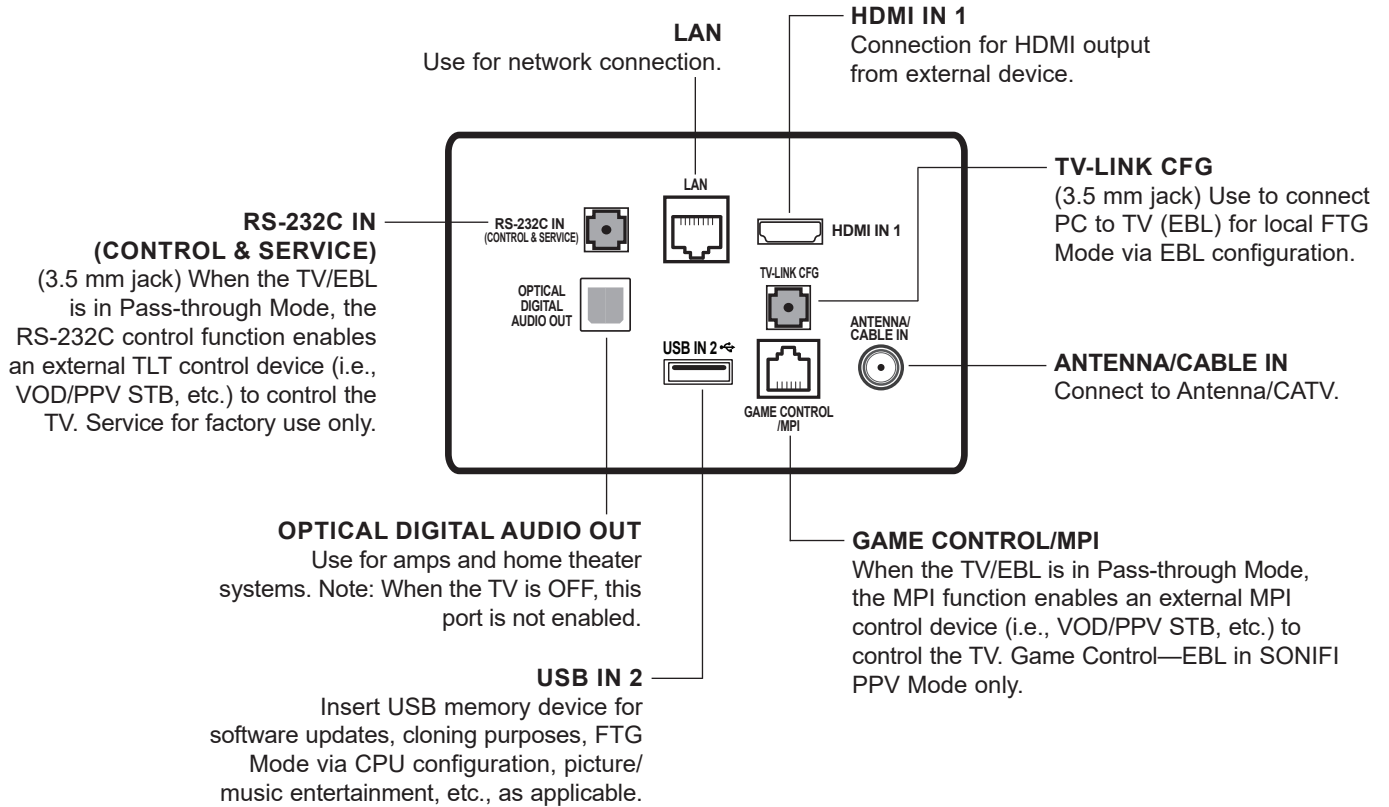 LAN
Use for network connection.
HDMI IN 1
Connection for HDMI output
from external device.
TV-LINK CFG
(3.5 mm jack) Use to connect
PC to TV (EBL) for local FTG
Mode via EBL configuration.
RS-232C IN
(CONTROL & SERVICE)
(3.5 mm jack) When the TV/EBL
is in Pass-through Mode, the
RS-232C control function enables
an external TLT control device (i.e.,
VOD/PPV STB, etc.) to control the
TV. Service for factory use only.
LAN
RS-232C IN
(CONTROL & SERVICE)
HDMI IN 1
TV-LINK CFG
OPTICAL
DIGITAL
AUDIO OUT
ANTENNA/
CABLE IN
USB IN 2
GAME CONTROL
/MPI
ANTENNA/CABLE IN
Connect to Antenna/CATV.
OPTICAL DIGITAL AUDIO OUT
Use for amps and home theater
systems. Note: When the TV is OFF, this
port is not enabled.
GAME CONTROL/MPI
When the TV/EBL is in Pass-through Mode,
the MPI function enables an external MPI
control device (i.e., VOD/PPV STB, etc.) to
control the TV. Game Control—EBL in SONIFI
PPV Mode only.
USB IN 2
Insert USB memory device for
software updates, cloning purposes, FTG
Mode via CPU configuration, picture/
music entertainment, etc., as applicable.